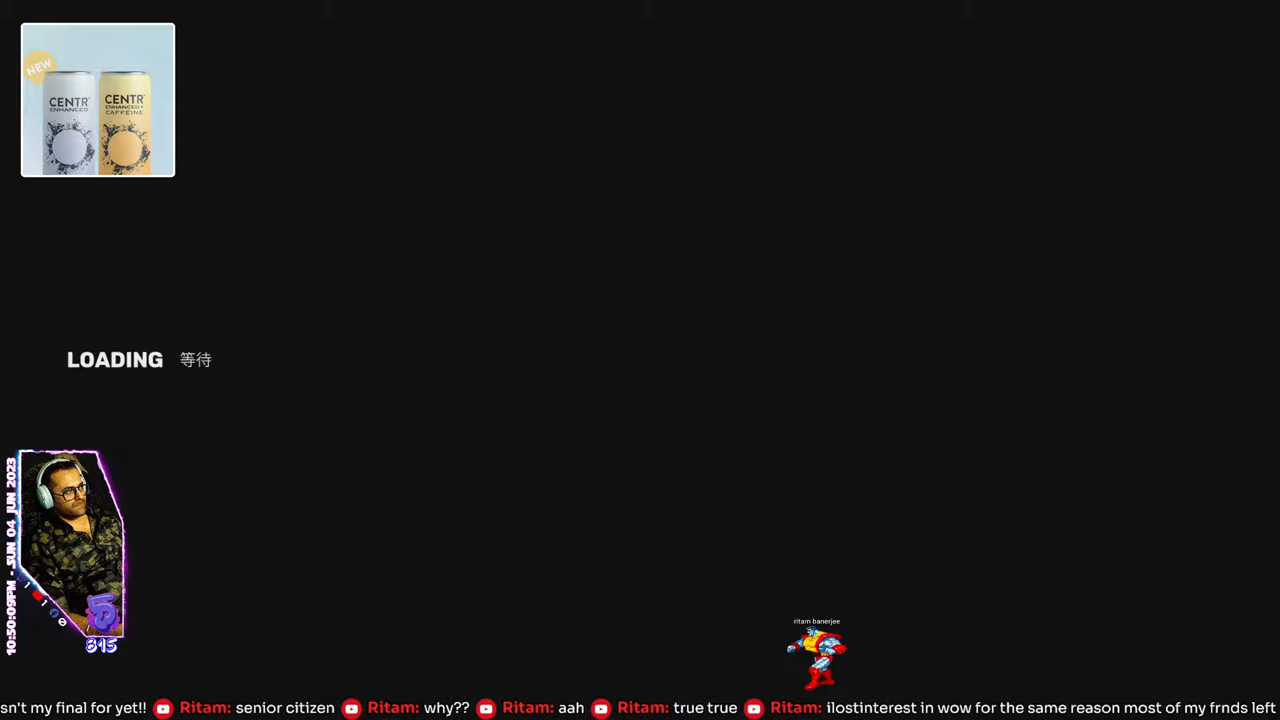 NEW
CENTR
ENHANCED
CENTR
ENHANCED+
CAFFEINE
LOADING 等待
10:50:09PM - SUN 04 JUN 2023
815
ritam banerjee
sn't my final for yet!! Ritam: senior citizen Ritam: why?? Ritam: aah Ritam: true true Ritam: ilostinterest in wow for the same reason most of my frnds left